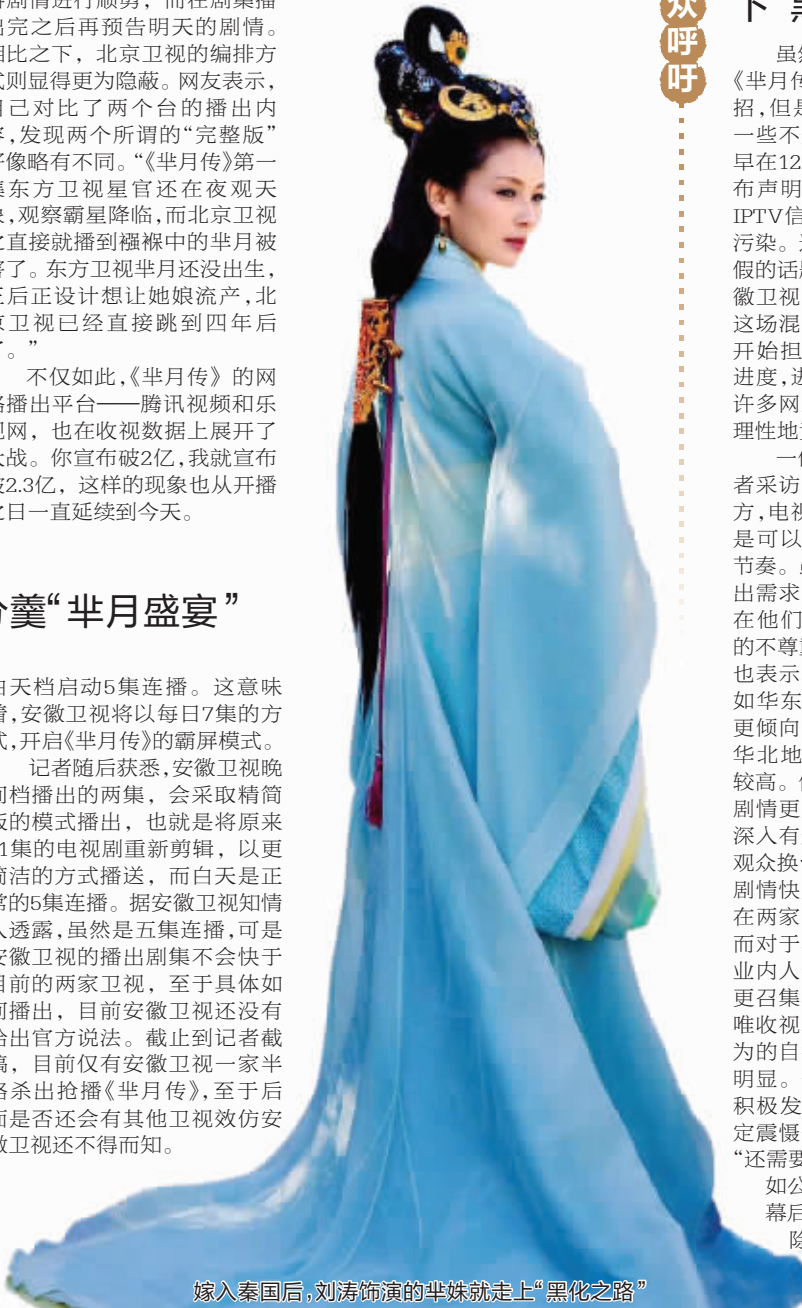 出完之后再预告明天的剧情。
相比之下，北京卫视的编排方
式则显得更为隐蔽。网友表示，
自己对比了两个台的播出内
容，发现两个所谓的“完整版”
好像略有不同。“《芈月传》第一
集东方卫视星官还在夜观天
象，观察霸星降临，而北京卫视
之直接就播到襁褓中的芈月被
害了。东方卫视芈月还没出生，
王后正设计想让她娘流产，北
京卫视已经直接跳到四年后
了。”
不仅如此，《芈月传》的网
络播出平台——腾讯视频和乐
视网，也在收视数据上展开了
大战。你宣布破2亿，我就宣布
破2.3亿，这样的现象也从开播
之日一直延续到今天。
分羹“芈月盛宴”
白天档启动5集连播。这意味
着，安徽卫视将以每日7集的方
式，开启《芈月传》的霸屏模式。
记者随后获悉，安徽卫视晚
间档播出的两集，会采取精简
版的模式播出，也就是将原来
1集的电视剧重新剪辑，以更
简洁的方式播送，而白天是正
常的5集连播。据安徽卫视知情
人透露，虽然是五集连播，可是
安徽卫视的播出剧集不会快于
目前的两家卫视，至于具体如
何播出，目前安徽卫视还没有
给出官方说法。截止到记者截
稿，目前仅有安徽卫视一家半
路杀出抢播《芈月传》，至于后
面是否还会有其他卫视效仿安
徽卫视还不得而知。
嫁入秦国后，刘涛饰演的芈姝就走上“黑化之路”
众呼吁
下“黑
虽然
《芈月传
招，但是
一些不
早在12
布声明
IPTV信
污染。
假的话题
徽卫视
这场混
开始担
进度，进
许多网
理性地
一位
者采访
方，电视
是可以
节奏。
出需求
在他们
的不尊重
也表示
如华东
更倾向
华北地
较高。
剧情更
深入有
观众换
剧情快
在两家
而对于
业内人
更召集
唯收视
为的自
明显。
积极发
定震慑
“还需要
如公
幕后
除